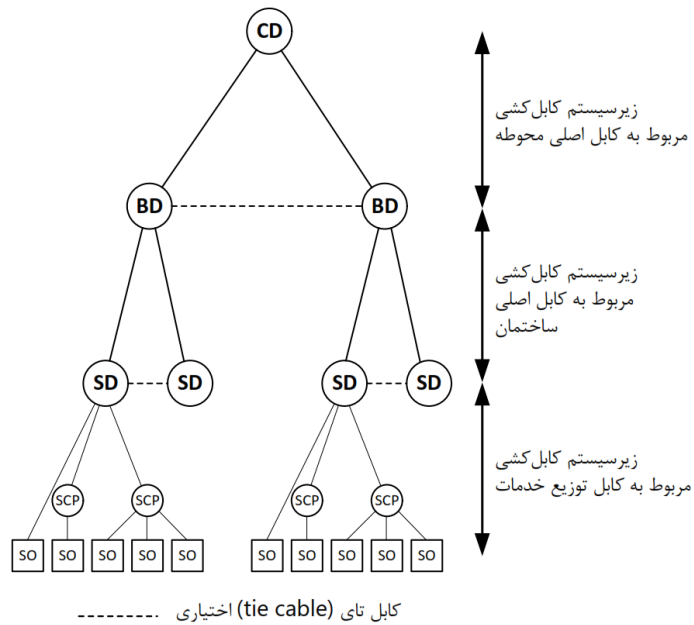 CD
زیرسیستم کابل‌کشی
مربوط به کابل اصلی محوطه
BD BD
زیرسیستم کابل‌کشی
مربوط به کابل اصلی
ساختمان
SD SD SD SD
زیرسیستم کابل‌کشی
مربوط به کابل توزیع خدمات
SCP SCP SCP SCP
SO SO SO SO SO SO SO SO SO SO
کابل تای (tie cable) اختیاری